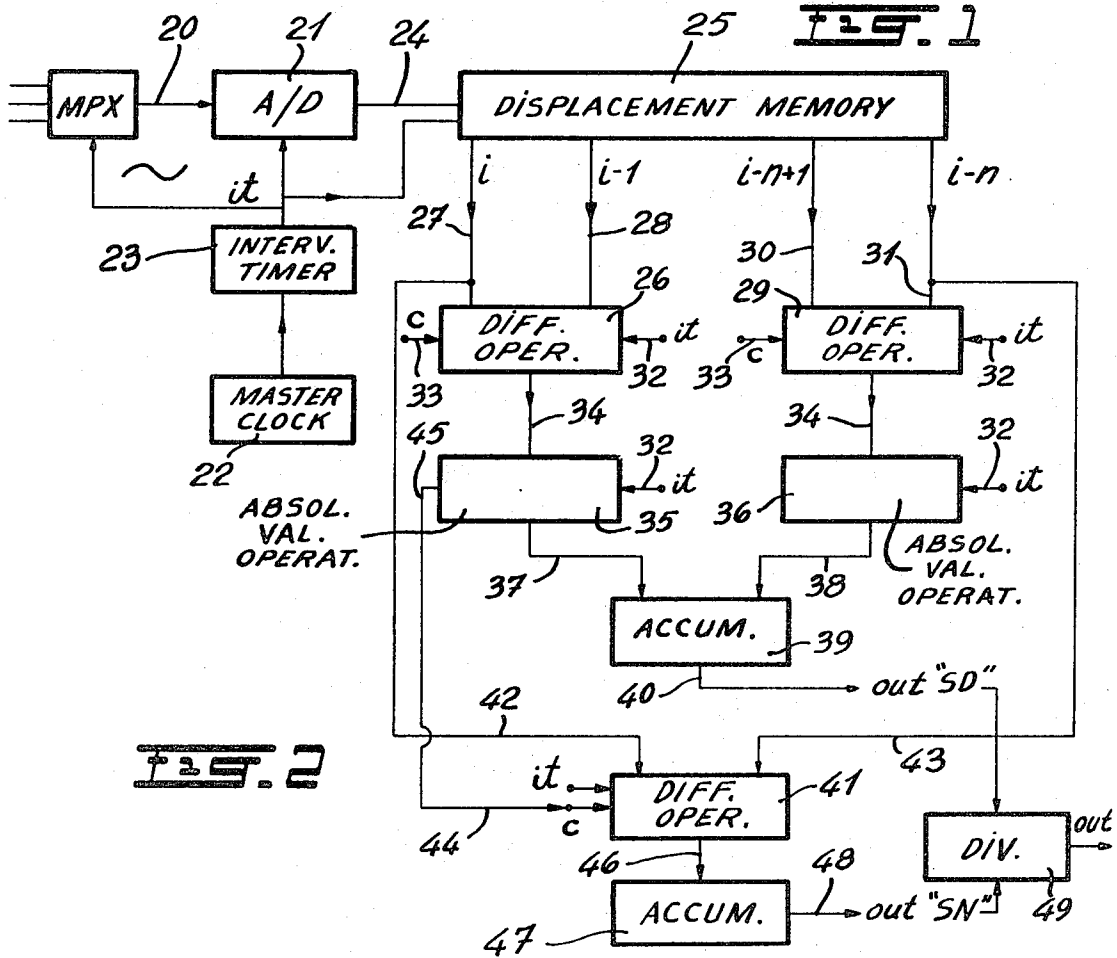 Fig. 1
20
21
24
25
MPX
A/D
DISPLACEMENT MEMORY
it
i
i-1
i-n+1
i-n
27
28
30
31
23
INTERV. TIMER
26
29
C
DIFF. OPER.
it
C
DIFF. OPER.
it
33
32
33
32
MASTER CLOCK
22
34
34
45
32
it
32
it
35
36
ABSOL.
VAL.
OPERAT.
ABSOL.
VAL.
OPERAT.
37
38
ACCUM.
39
40
out "SD"
42
43
Fig. 2
it
C
DIFF. OPER.
41
44
46
48
DIV.
out
49
ACCUM.
out "SN"
47